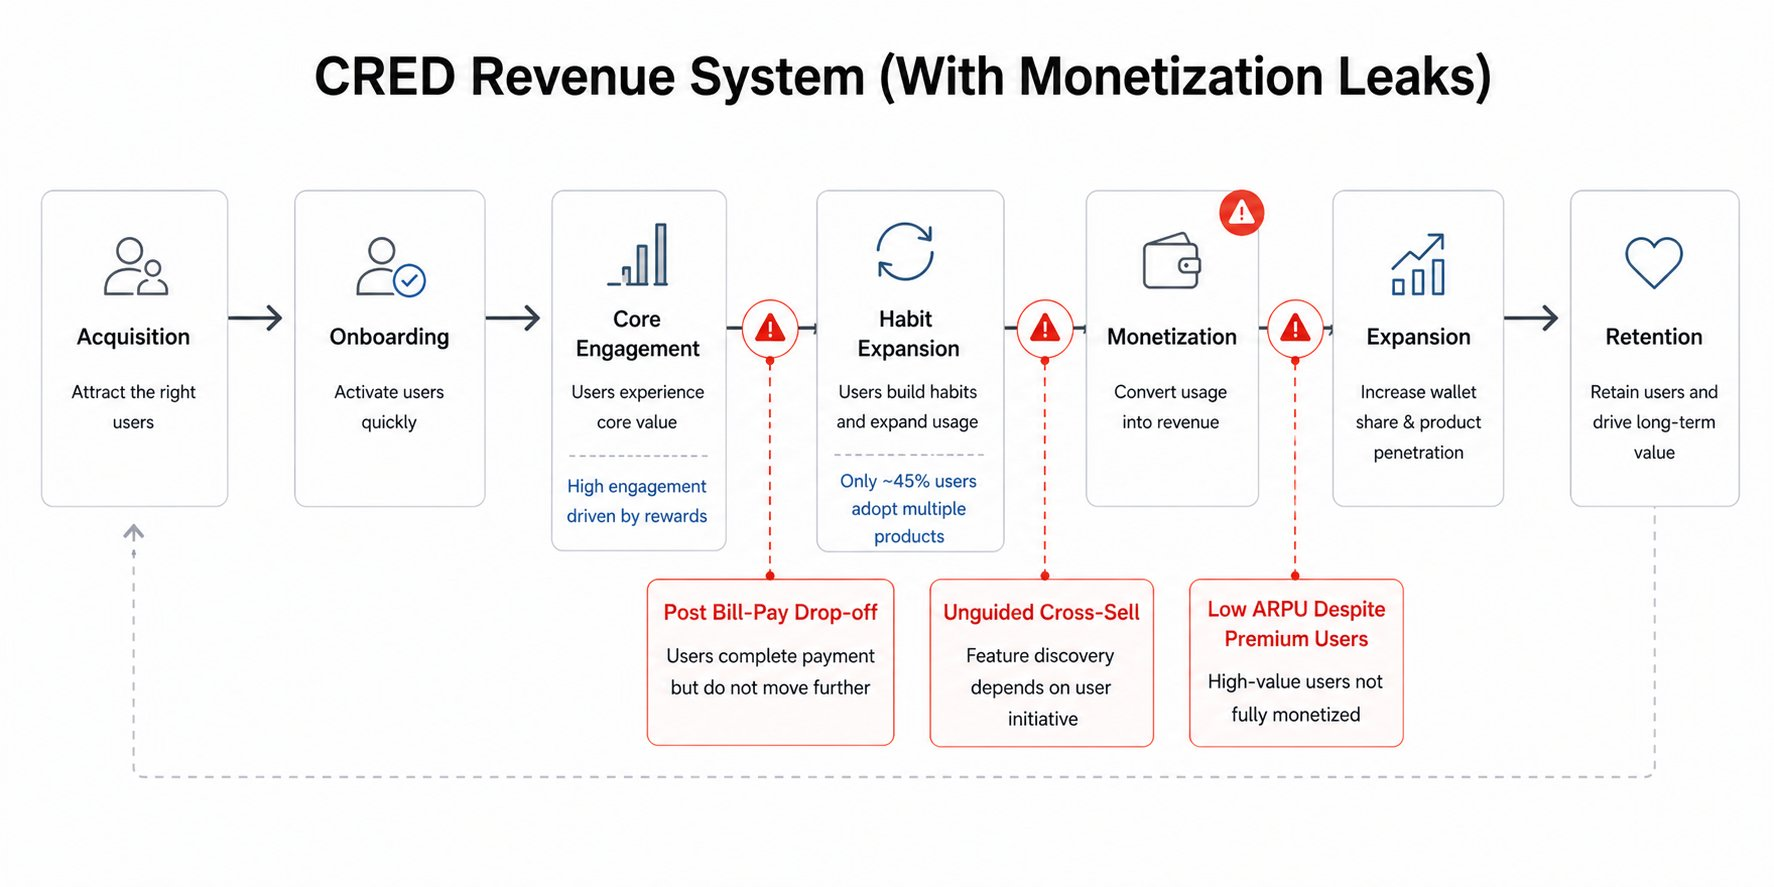 CRED Revenue System (With Monetization Leaks)
Acquisition
Attract the right
users
Onboarding
Activate users
quickly
Core
Engagement
Users experience
core value
High engagement
driven by rewards
Habit
Expansion
Users build habits
and expand usage
Only ~45% users
adopt multiple
products
Monetization
Convert usage
into revenue
Expansion
Increase wallet
share & product
penetration
Retention
Retain users and
drive long-term
value
Post Bill-Pay Drop-off
Users complete payment
but do not move further
Unguided Cross-Sell
Feature discovery
depends on user
initiative
Low ARPU Despite
Premium Users
High-value users not
fully monetized